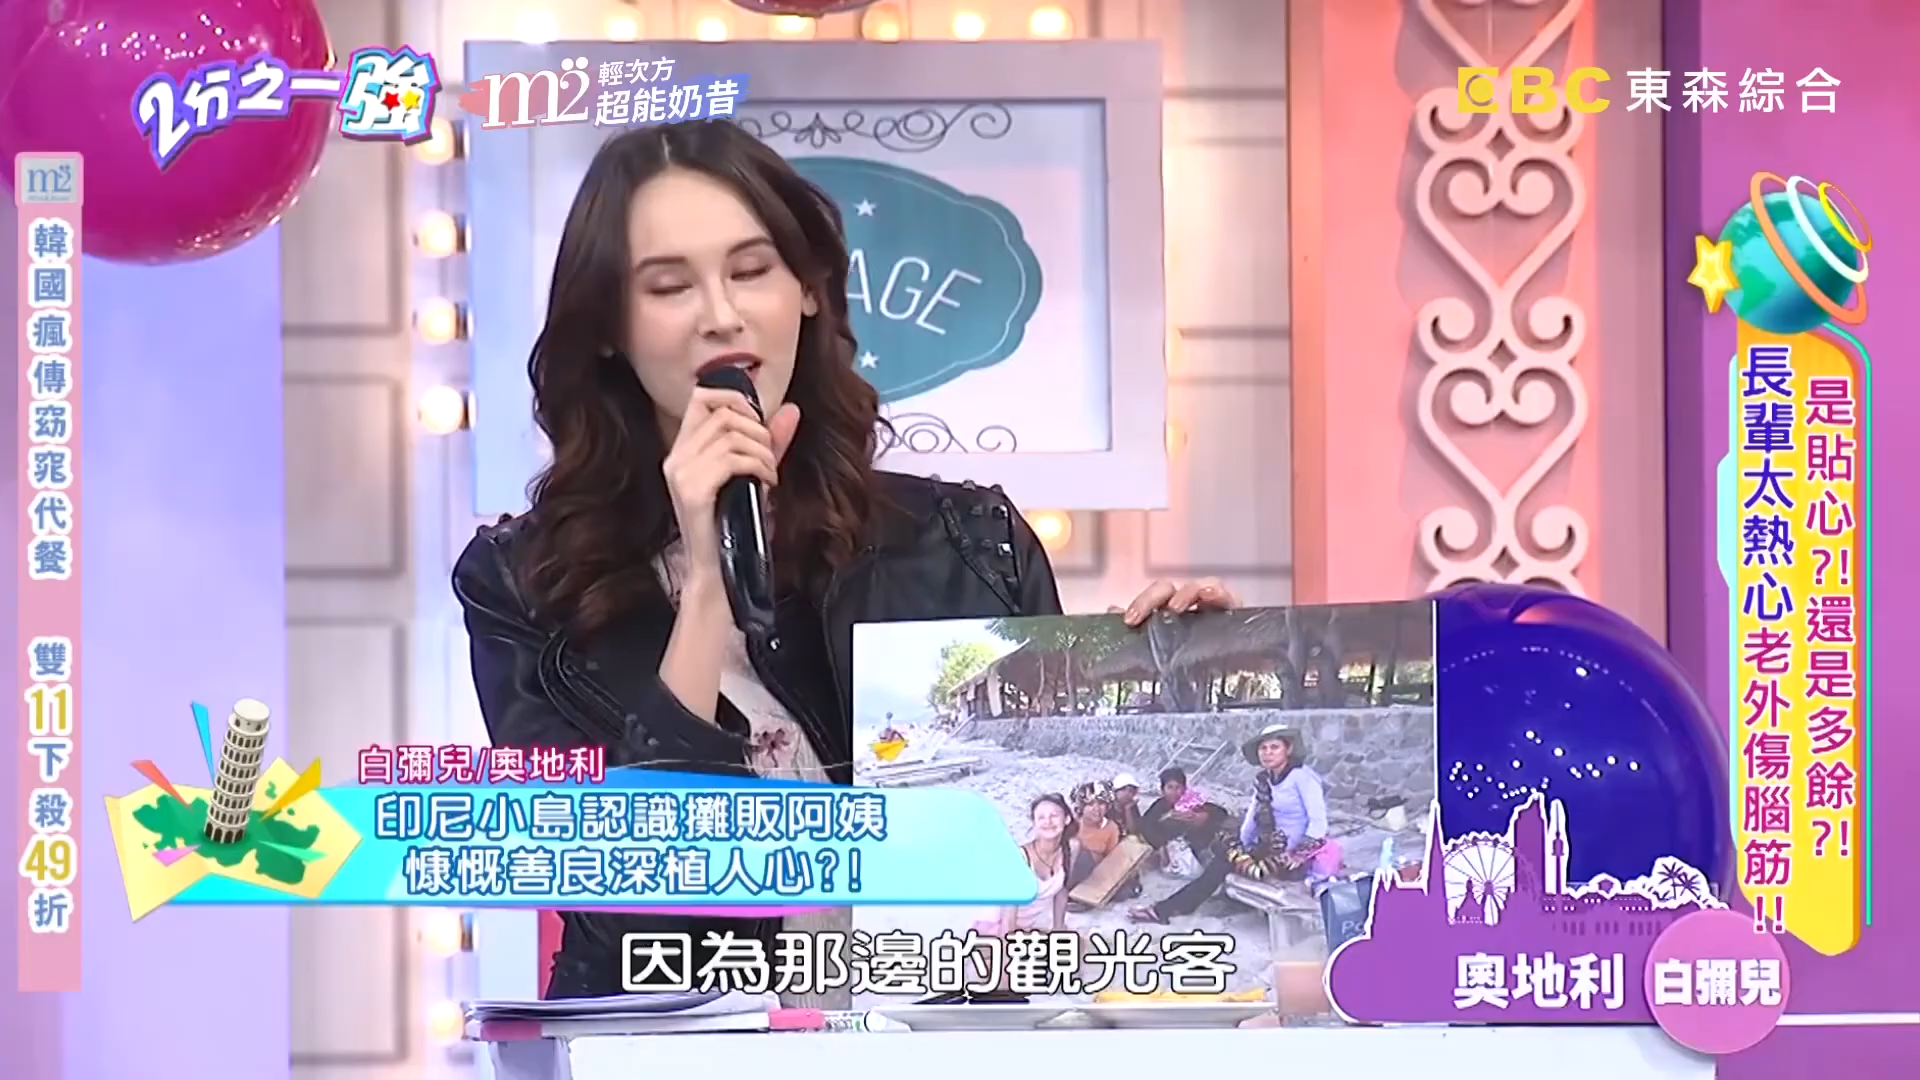 2分之一強
m2 輕次方
超能奶昔
EBC 東森綜合
m2
韓國瘋傳窈窕代餐 雙11下殺49折
AGE
是貼心?!還是多餘?!
長輩太熱心老外傷腦筋!!
白彌兒/奧地利
印尼小島認識攤販阿姨
慷慨善良深植人心?!
因為那邊的觀光客
奧地利 白彌兒